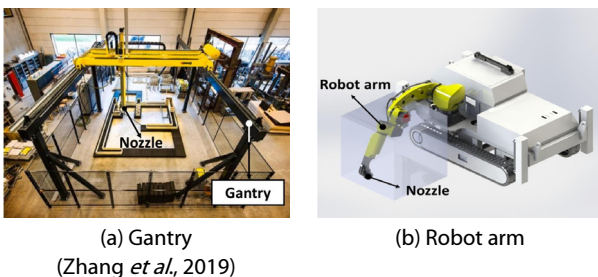 Nozzle
Gantry
Robot arm
Nozzle
(a) Gantry
(Zhang et al., 2019)
(b) Robot arm